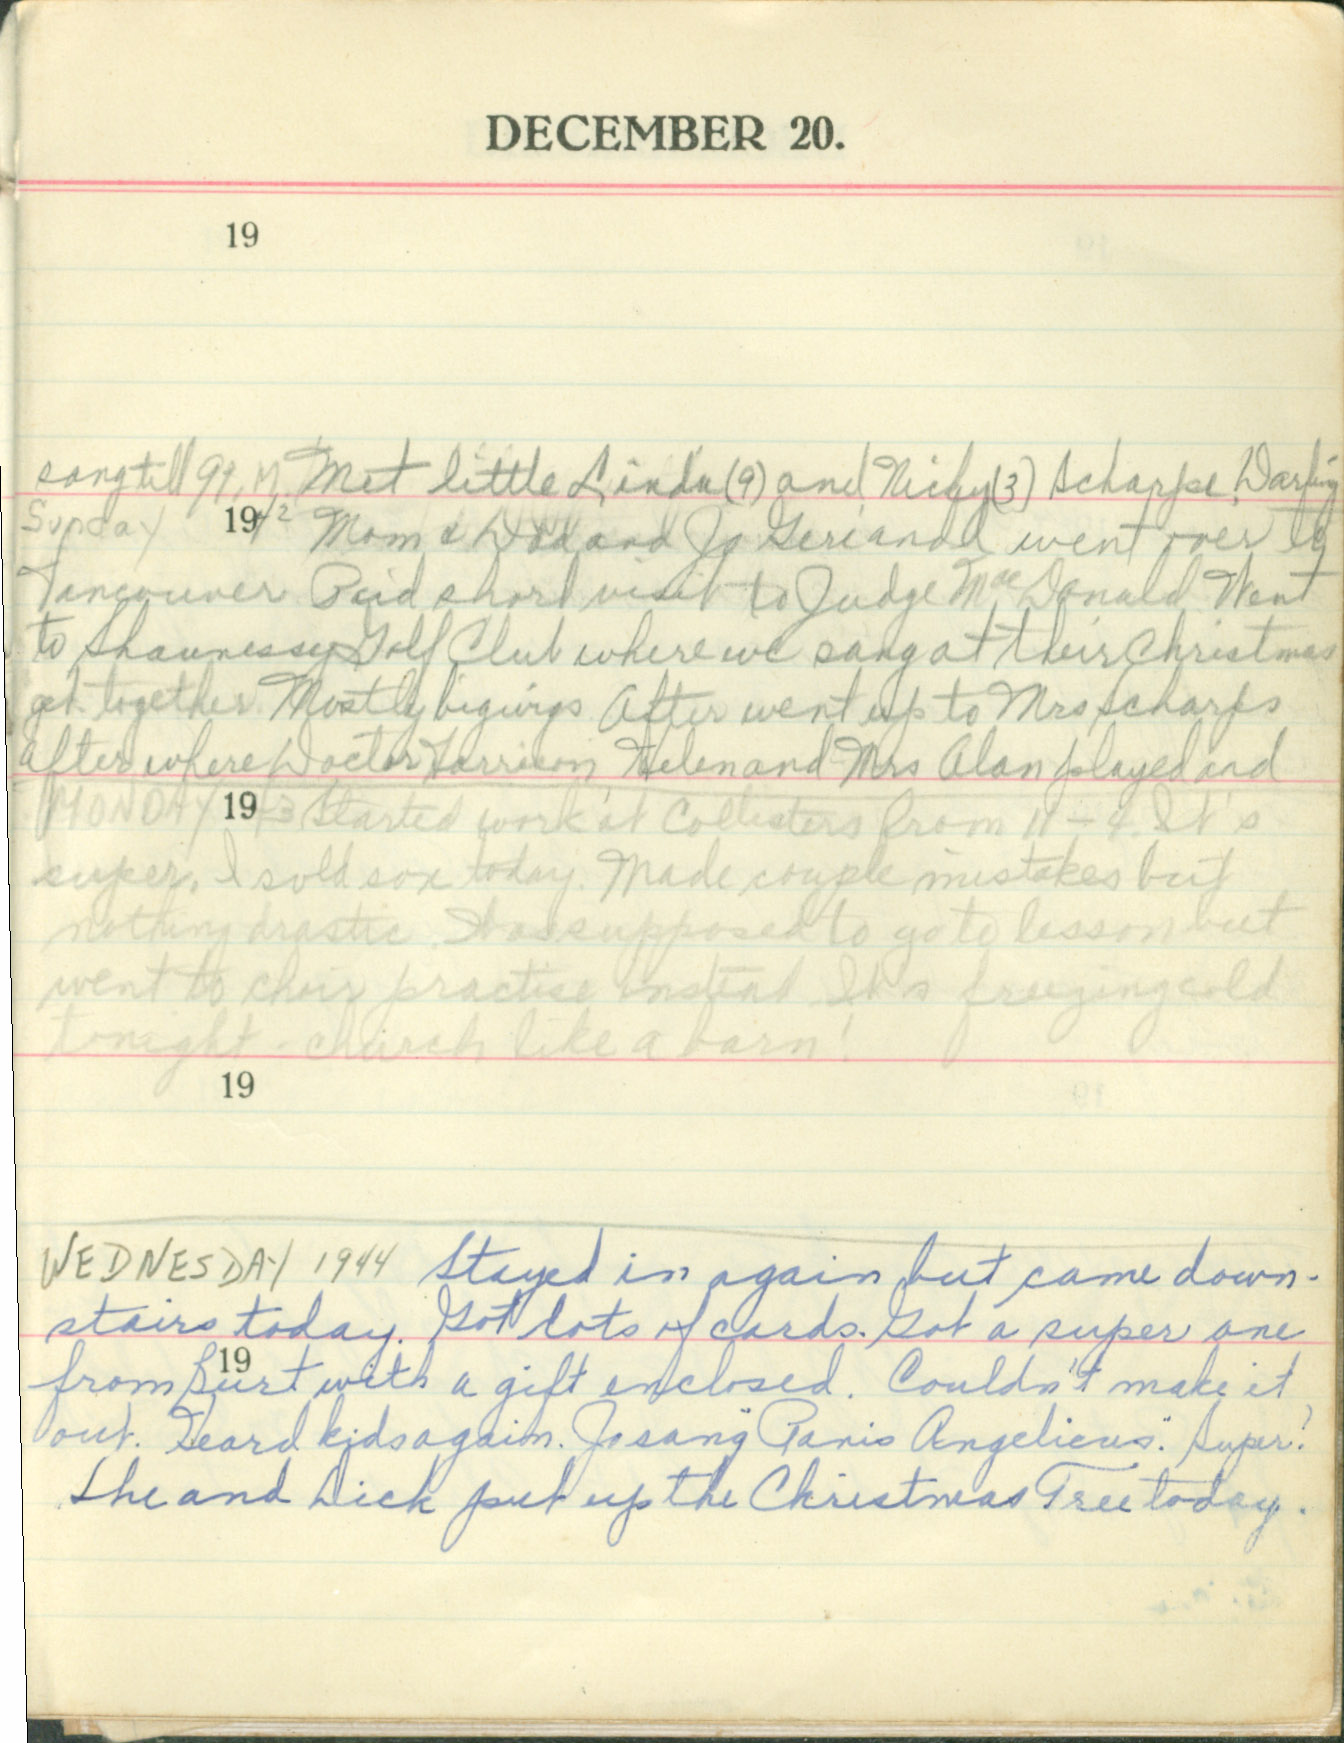 DECEMBER 20.
19
sang till 9 P.M. Met little Linda (9) and Nicky (3) Scharpe. Darling
Sunday 1942 Mom & Dad and Jo Geri and I went over to
Vancouver Paid short visit to Judge MacDonald Went
to Shaunessy Golf Club where we sang at their Christmas
get-together. Mostly bigwigs After went up to Mrs Scharps
after where Doctor Harrison, Helen and Mrs Alan played and
MONDAY 1943 Started work at Collisters from 11-9. It's
super. I sold sox today. Made couple mistakes but
nothing drastic. I was supposed to go to lesson but
went to choir practise instead It's freezing cold
tonight - church like a barn!
19
WEDNESDAY 1944 Stayed in again but came down-
stairs today. Got lots of cards. Got a super one
19
from Burt with a gift enclosed. Couldn't make it
out. Heard kids again. Jo sang "Panis Angelicus". Super!
She and Dick put up the Christmas Tree today.